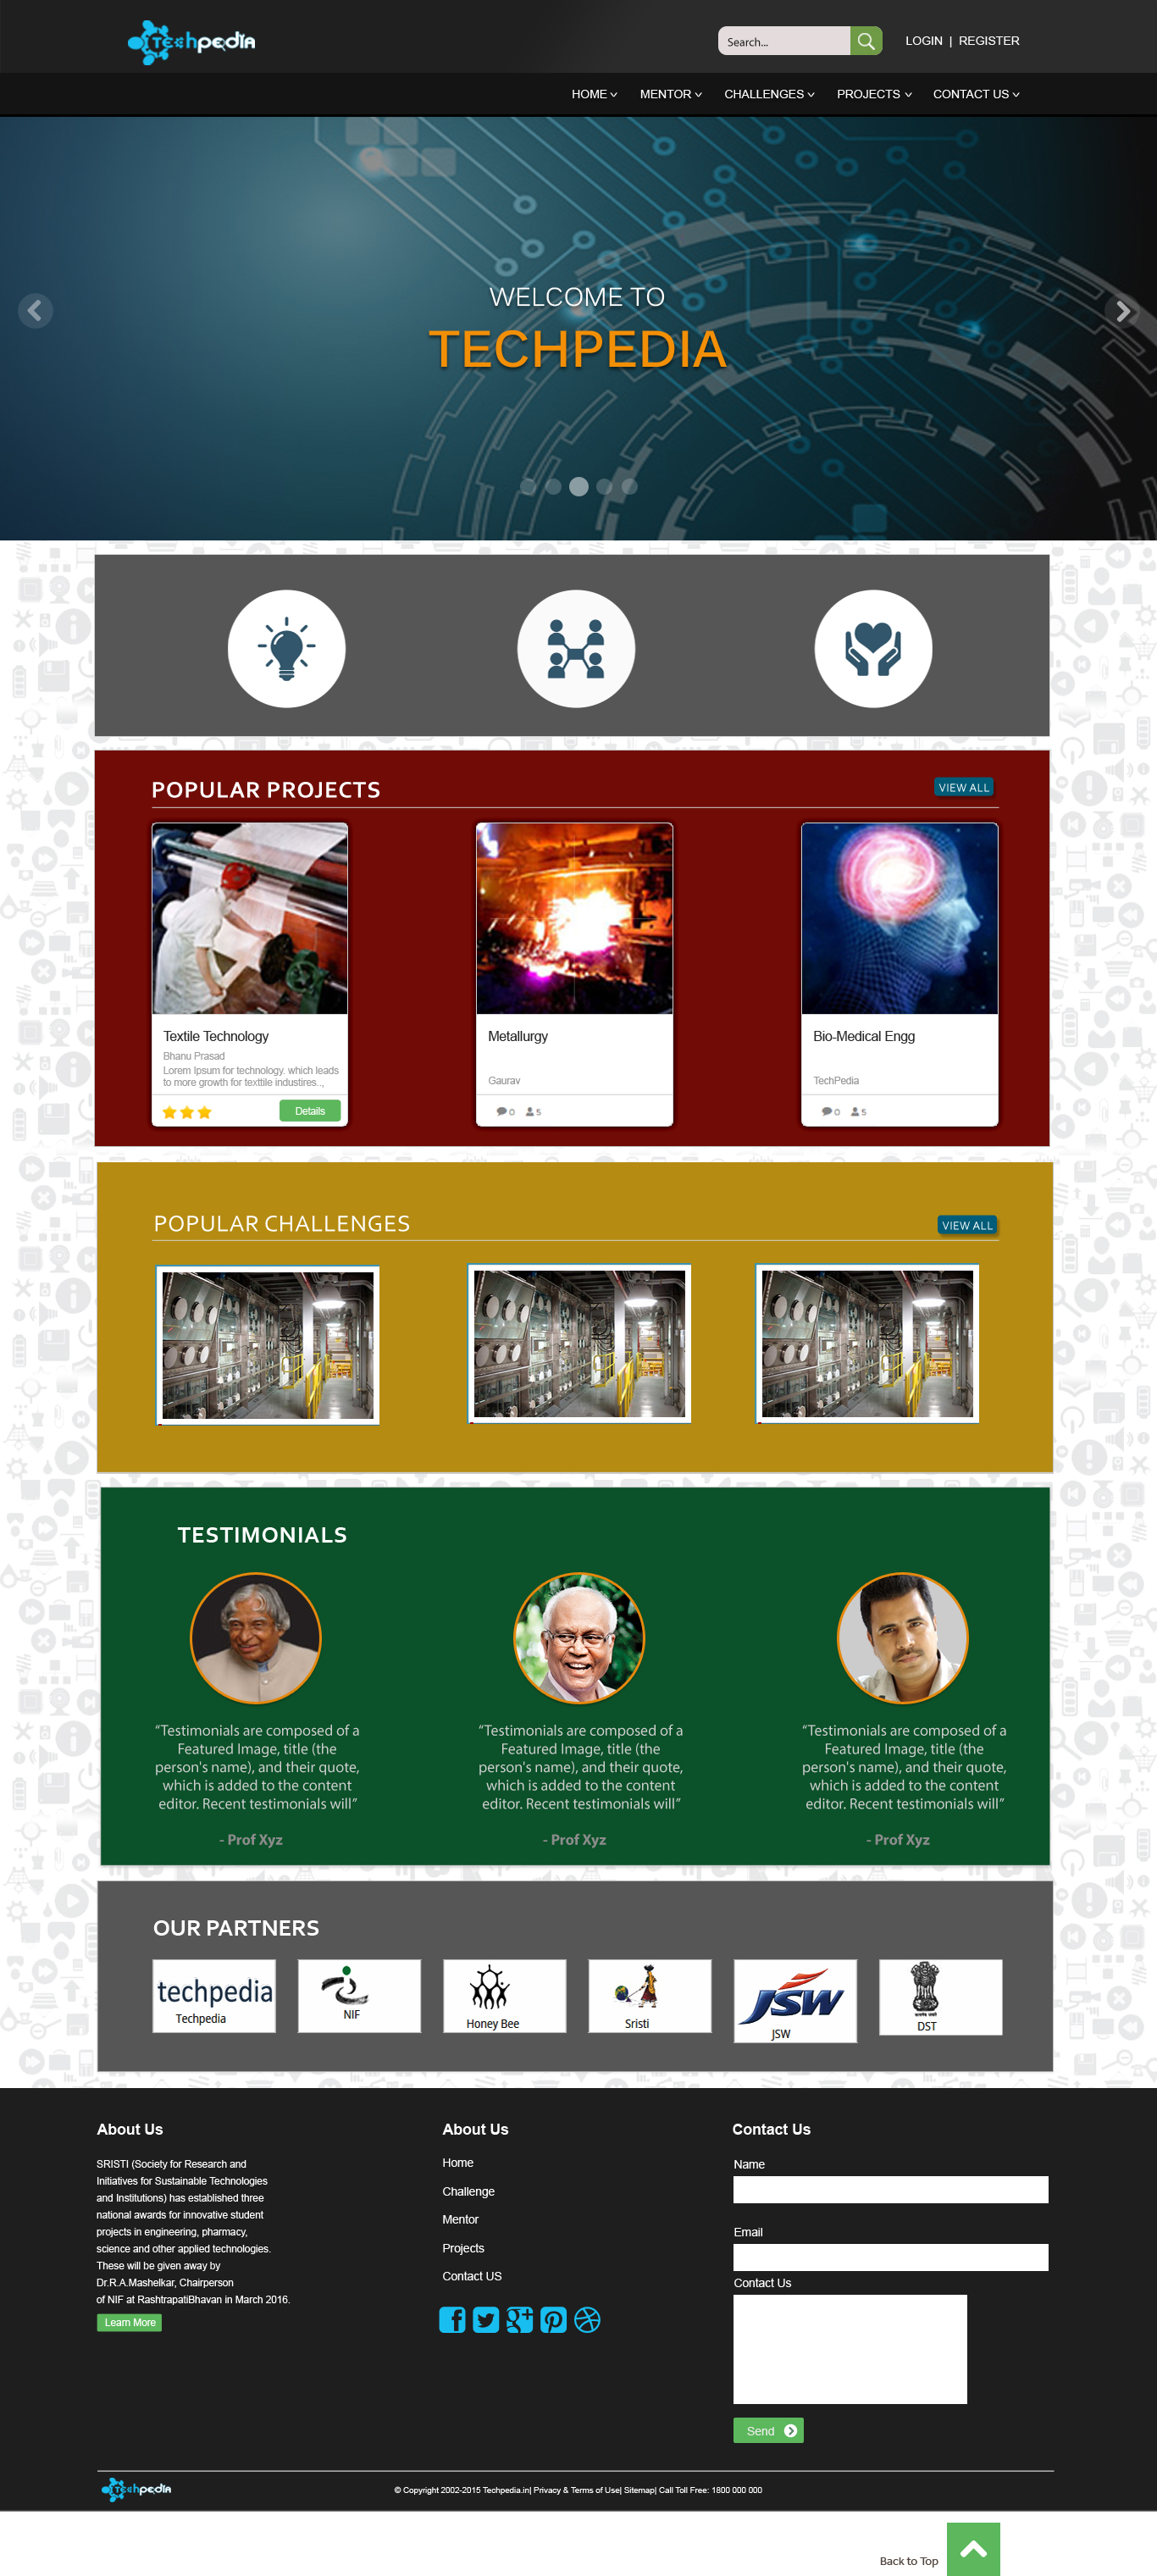 Techpedia
Search...
LOGIN | REGISTER
HOME MENTOR CHALLENGES PROJECTS CONTACT US
WELCOME TO
TECHPEDIA
POPULAR PROJECTS
VIEW ALL
Textile Technology
Bhanu Prasad
Lorem Ipsum for technology. which leads
to more growth for texttile industires..,
Details
Metallurgy
Gaurav
0 5
Bio-Medical Engg
TechPedia
0 5
POPULAR CHALLENGES
VIEW ALL
TESTIMONIALS
“Testimonials are composed of a
Featured Image, title (the
person's name), and their quote,
which is added to the content
editor. Recent testimonials will”
- Prof Xyz
“Testimonials are composed of a
Featured Image, title (the
person's name), and their quote,
which is added to the content
editor. Recent testimonials will”
- Prof Xyz
“Testimonials are composed of a
Featured Image, title (the
person's name), and their quote,
which is added to the content
editor. Recent testimonials will”
- Prof Xyz
OUR PARTNERS
techpedia
Techpedia
NIF
Honey Bee
Sristi
JSW
JSW
DST
About Us
SRISTI (Society for Research and
Initiatives for Sustainable Technologies
and Institutions) has established three
national awards for innovative student
projects in engineering, pharmacy,
science and other applied technologies.
These will be given away by
Dr.R.A.Mashelkar, Chairperson
of NIF at RashtrapatiBhavan in March 2016.
Learn More
About Us
Home
Challenge
Mentor
Projects
Contact US
Contact Us
Name
Email
Contact Us
Send
Techpedia
© Copyright 2002-2015 Techpedia.in| Privacy & Terms of Use| Sitemap| Call Toll Free: 1800 000 000
Back to Top